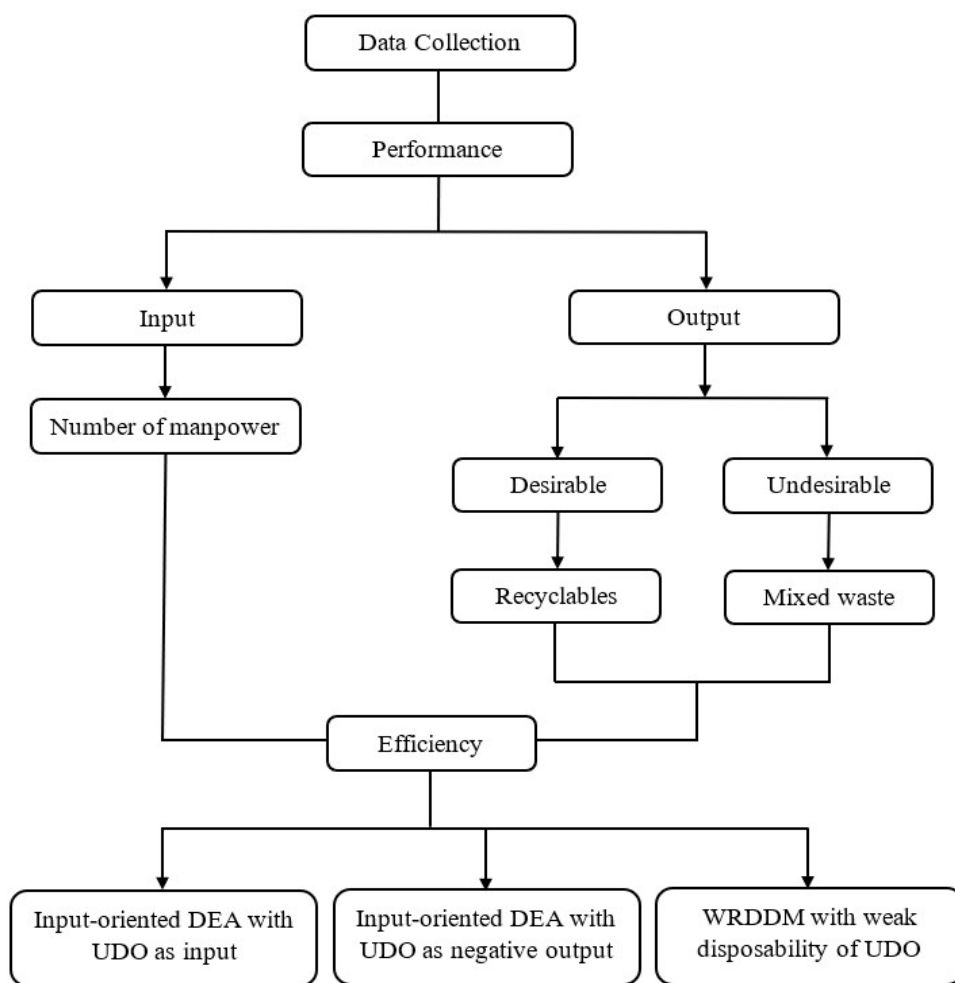 Data Collection
Performance
Input
Output
Number of manpower
Desirable
Undesirable
Recyclables
Mixed waste
Efficiency
Input-oriented DEA with
UDO as input
Input-oriented DEA with
UDO as negative output
WRDDM with weak
disposability of UDO